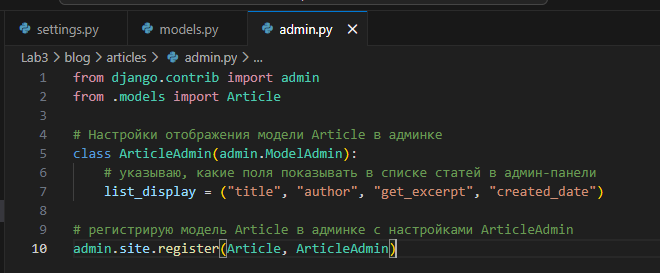 settings.py models.py admin.py
Lab3 > blog > articles > admin.py > ...
1 from django.contrib import admin
2 from .models import Article
3
4 # Настройки отображения модели Article в админке
5 class ArticleAdmin(admin.ModelAdmin):
6 # указываю, какие поля показывать в списке статей в админ-панели
7 list_display = ("title", "author", "get_excerpt", "created_date")
8
9 # регистрирую модель Article в админке с настройками ArticleAdmin
10 admin.site.register(Article, ArticleAdmin)